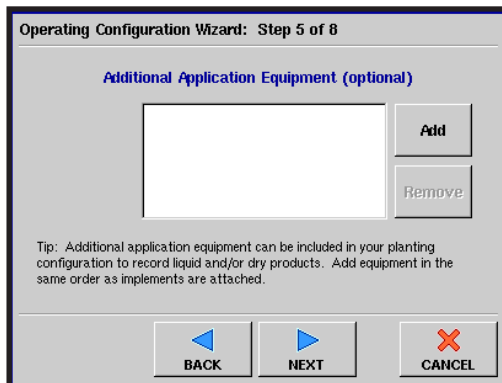 Operating Configuration Wizard: Step 5 of 8
Additional Application Equipment (optional)
Add
Remove
Tip: Additional application equipment can be included in your planting
configuration to record liquid and/or dry products. Add equipment in the
same order as implements are attached.
BACK
NEXT
CANCEL